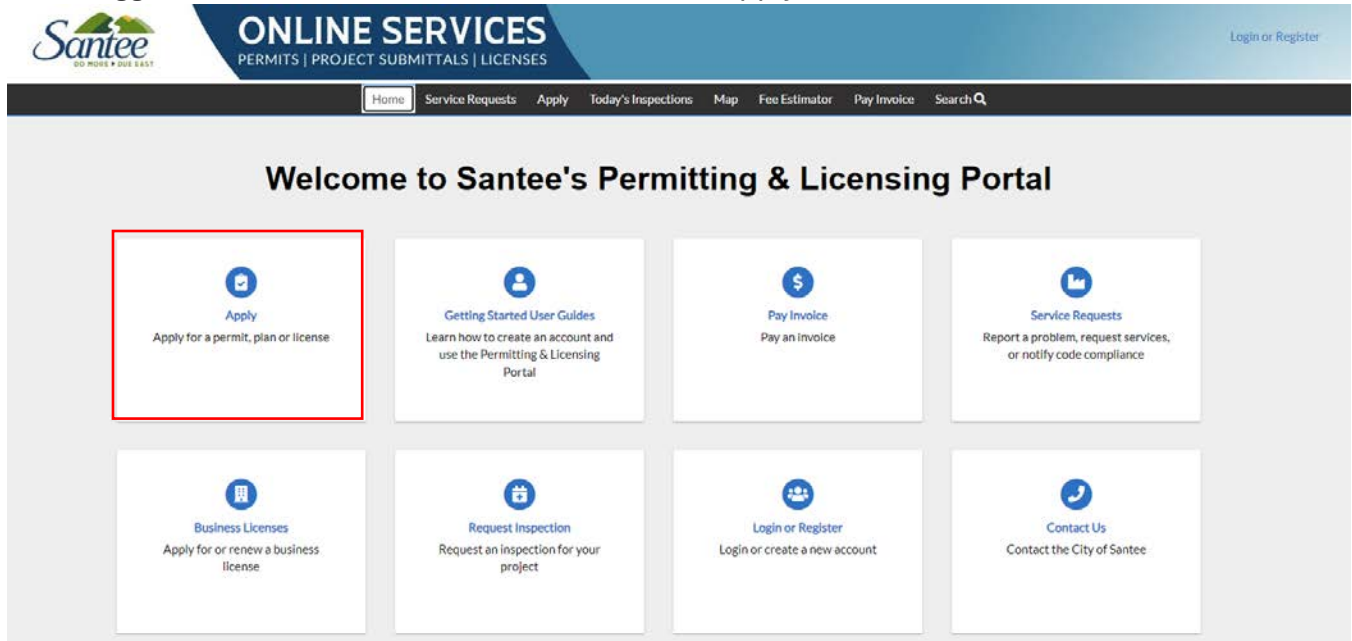 Santee
DO MORE • DUE EAST
ONLINE SERVICES
PERMITS | PROJECT SUBMITTALS | LICENSES
Login or Register
Home Service Requests Apply Today's Inspections Map Fee Estimator Pay Invoice Search
Welcome to Santee's Permitting & Licensing Portal
Apply
Apply for a permit, plan or license
Getting Started User Guides
Learn how to create an account and
use the Permitting & Licensing
Portal
Pay Invoice
Pay an invoice
Service Requests
Report a problem, request services,
or notify code compliance
Business Licenses
Apply for or renew a business
license
Request Inspection
Request an inspection for your
project
Login or Register
Login or create a new account
Contact Us
Contact the City of Santee